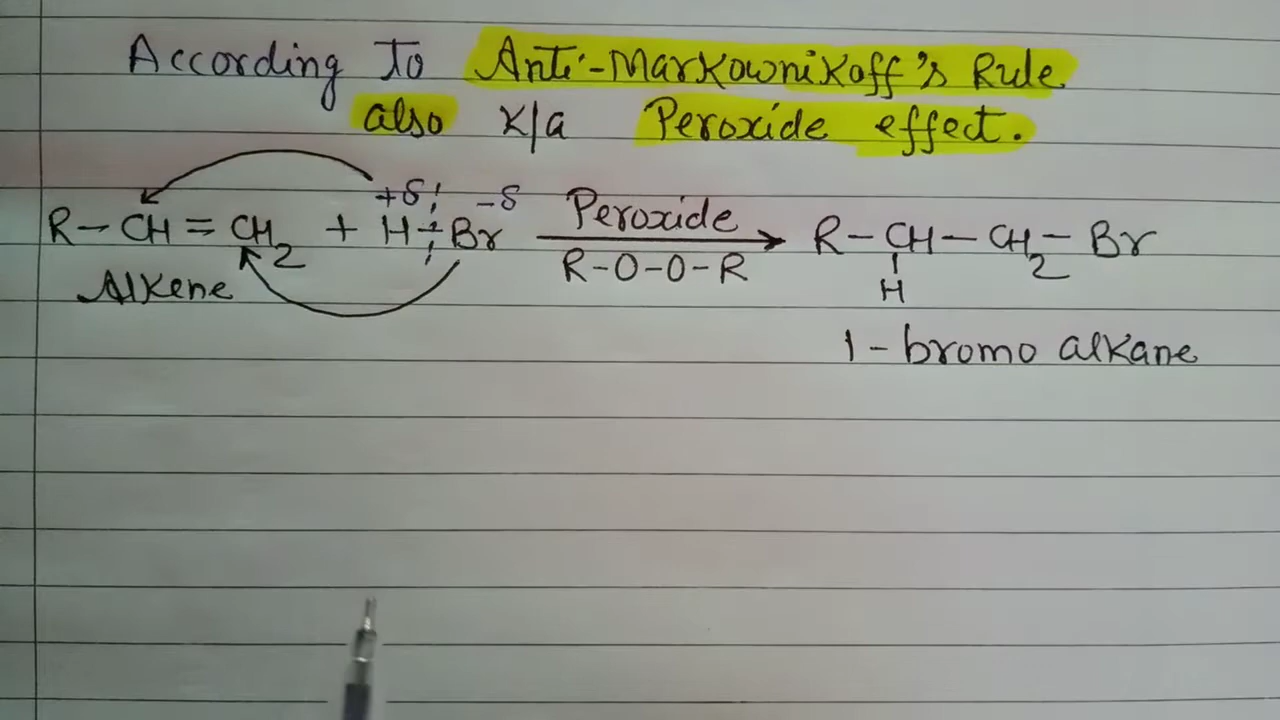 According To Anti-Markownikoff's Rule
also k/a Peroxide effect.
R-CH=CH2 + +δH÷Br-δ Peroxide R-O-O-R → R-CH-CH2-Br
H
Alkene
1-bromo alkane